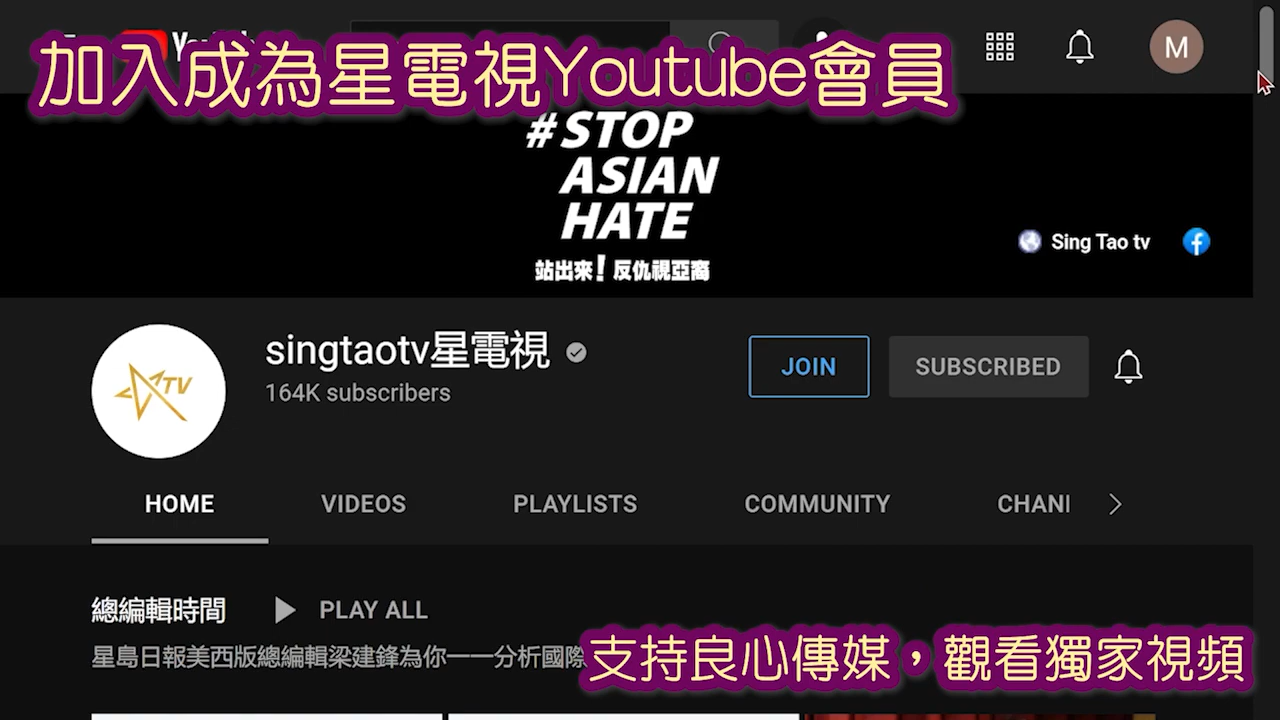 加入成為星電視Youtube會員
M
#STOP
ASIAN
HATE
站出來！反仇視亞裔
Sing Tao tv
TV
singtaotv星電視
164K subscribers
JOIN
SUBSCRIBED
HOME
VIDEOS
PLAYLISTS
COMMUNITY
CHANI
總編輯時間
PLAY ALL
星島日報美西版總編輯梁建鋒為你一一分析國際
支持良心傳媒，觀看獨家視頻